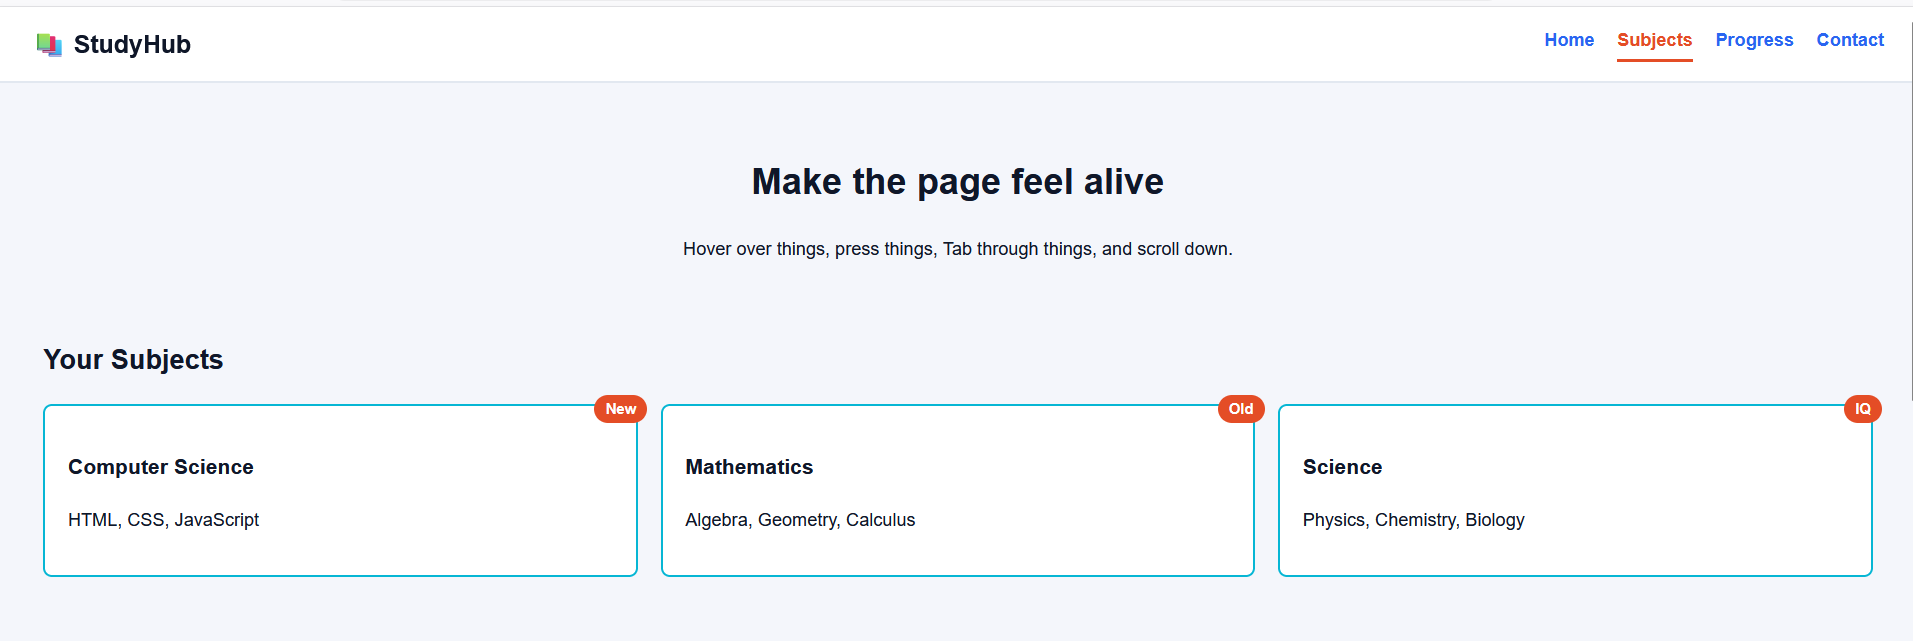 StudyHub
Home Subjects Progress Contact
Make the page feel alive
Hover over things, press things, Tab through things, and scroll down.
Your Subjects
New
Computer Science
HTML, CSS, JavaScript
Old
Mathematics
Algebra, Geometry, Calculus
IQ
Science
Physics, Chemistry, Biology